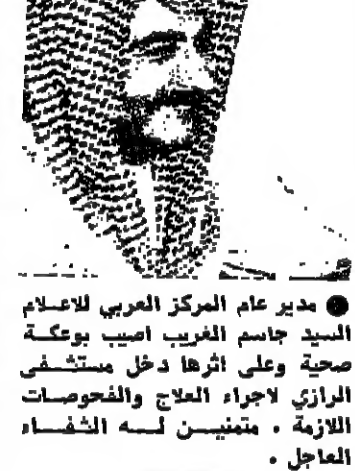 ● مدير عام المركز العربي للاعلام
السيد جاسم الغريب اصيب بوعكة
صحية وعلى اثرها دخل مستشفى
الرازي لاجراء العلاج والفحوصات
اللازمة . متمنين له الشفاء
العاجل .